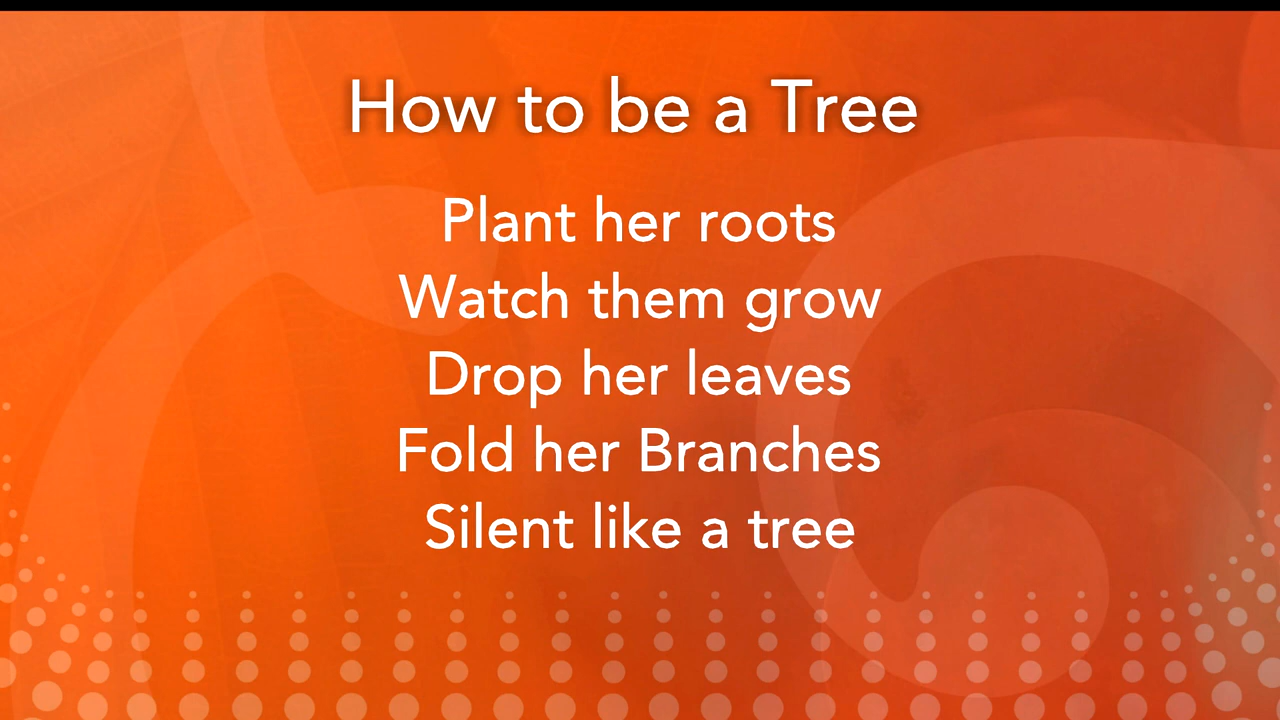 How to be a Tree
Plant her roots
Watch them grow
Drop her leaves
Fold her Branches
Silent like a tree